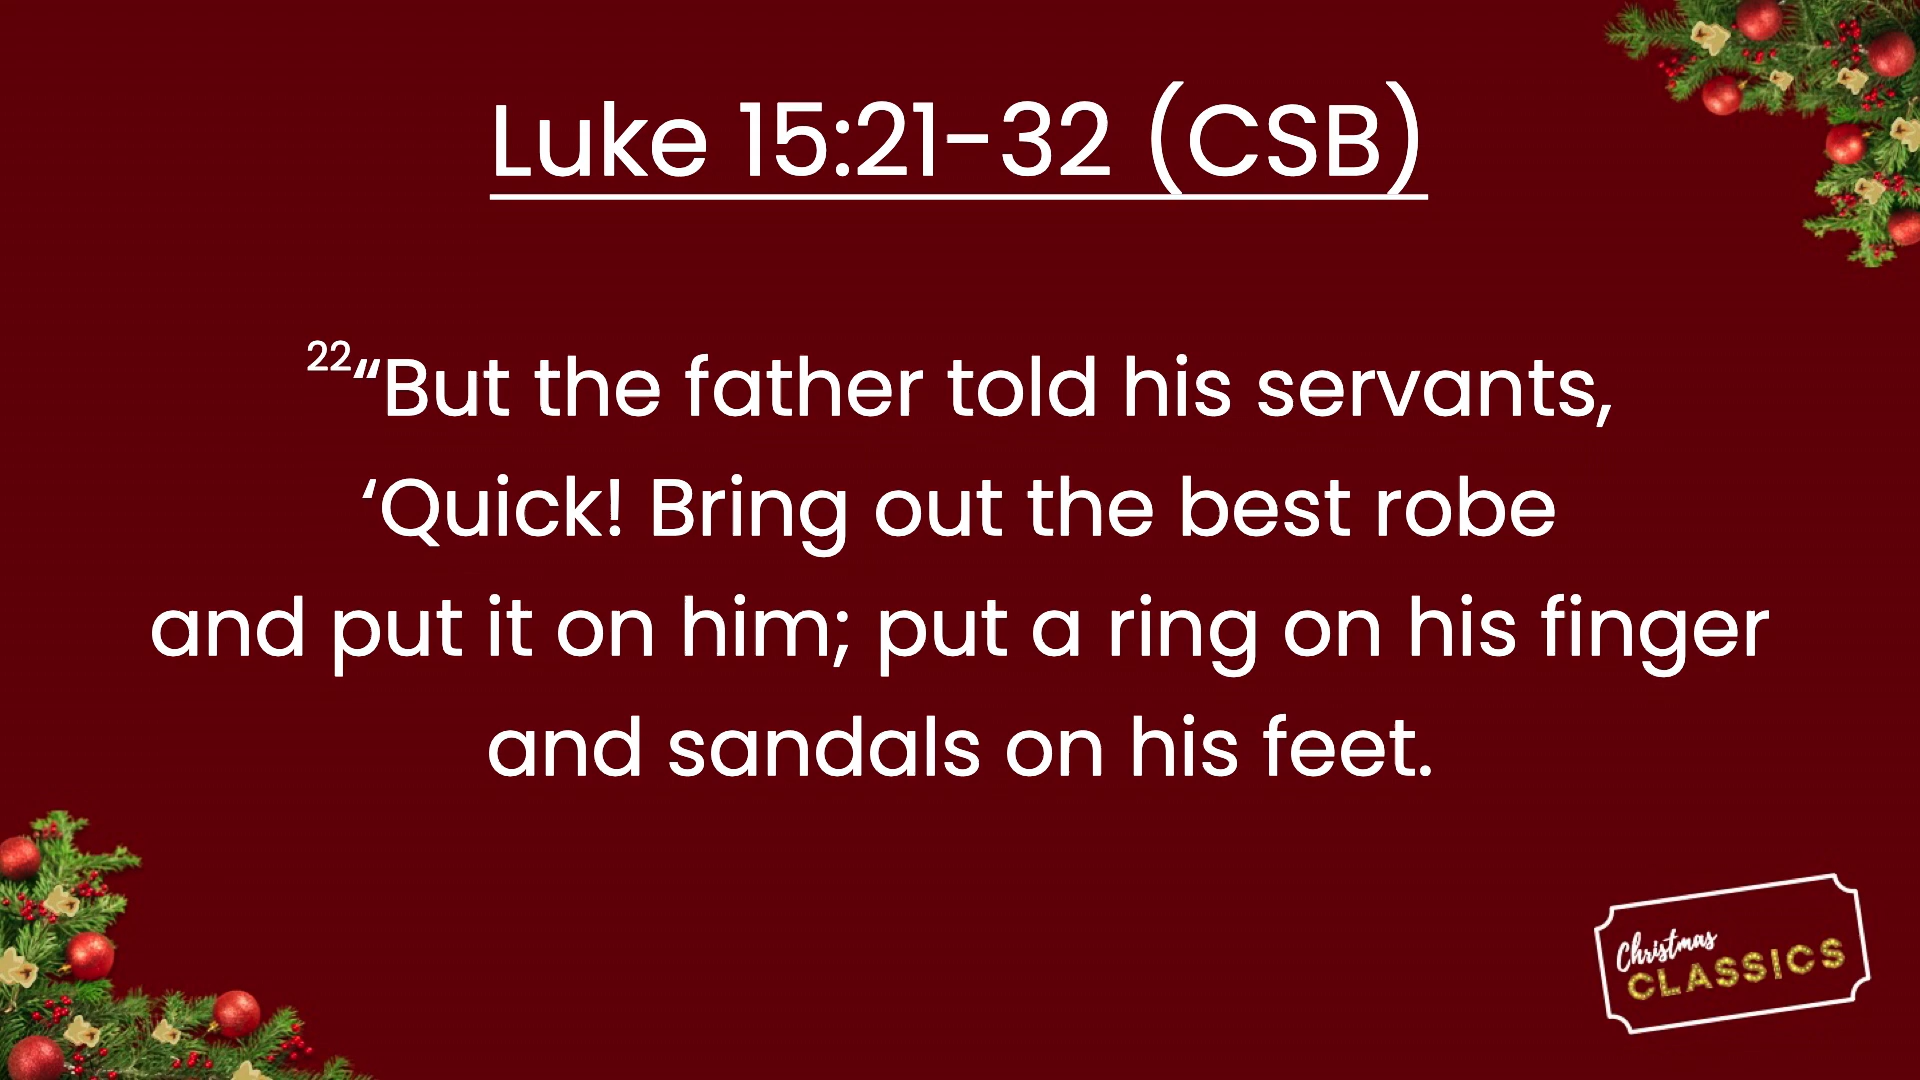 Luke 15:21-32 (CSB)
22“But the father told his servants,
‘Quick! Bring out the best robe
and put it on him; put a ring on his finger
and sandals on his feet.
Christmas
CLASSICS